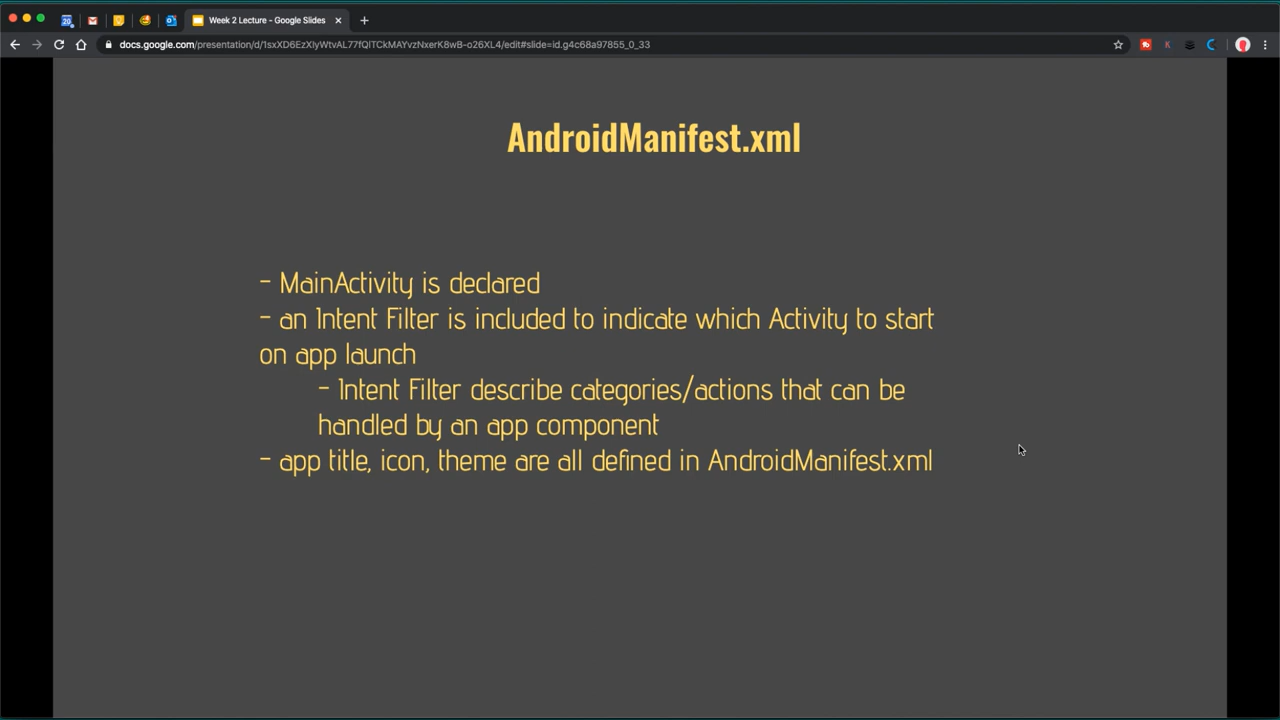 20
Week 2 Lecture - Google Slides
docs.google.com/presentation/d/1sxXD6EzXIyWtvAL77fQITCkMAYvzNxerK8wB-o26XL4/edit#slide=id.g4c68a97855_0_33
AndroidManifest.xml
- MainActivity is declared
- an Intent Filter is included to indicate which Activity to start
on app launch
- Intent Filter describe categories/actions that can be
handled by an app component
- app title, icon, theme are all defined in AndroidManifest.xml